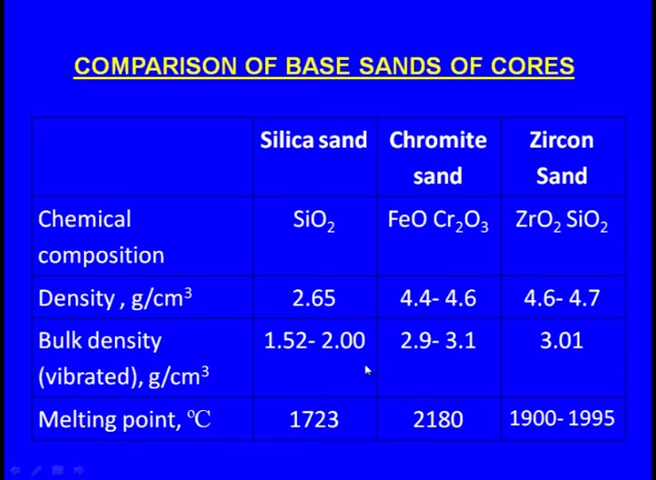 COMPARISON OF BASE SANDS OF CORES
Silica sand Chromite sand Zircon Sand
Chemical composition SiO₂ FeO Cr₂O₃ ZrO₂ SiO₂
Density , g/cm³ 2.65 4.4- 4.6 4.6- 4.7
Bulk density (vibrated), g/cm³ 1.52- 2.00 2.9- 3.1 3.01
Melting point, ºC 1723 2180 1900- 1995